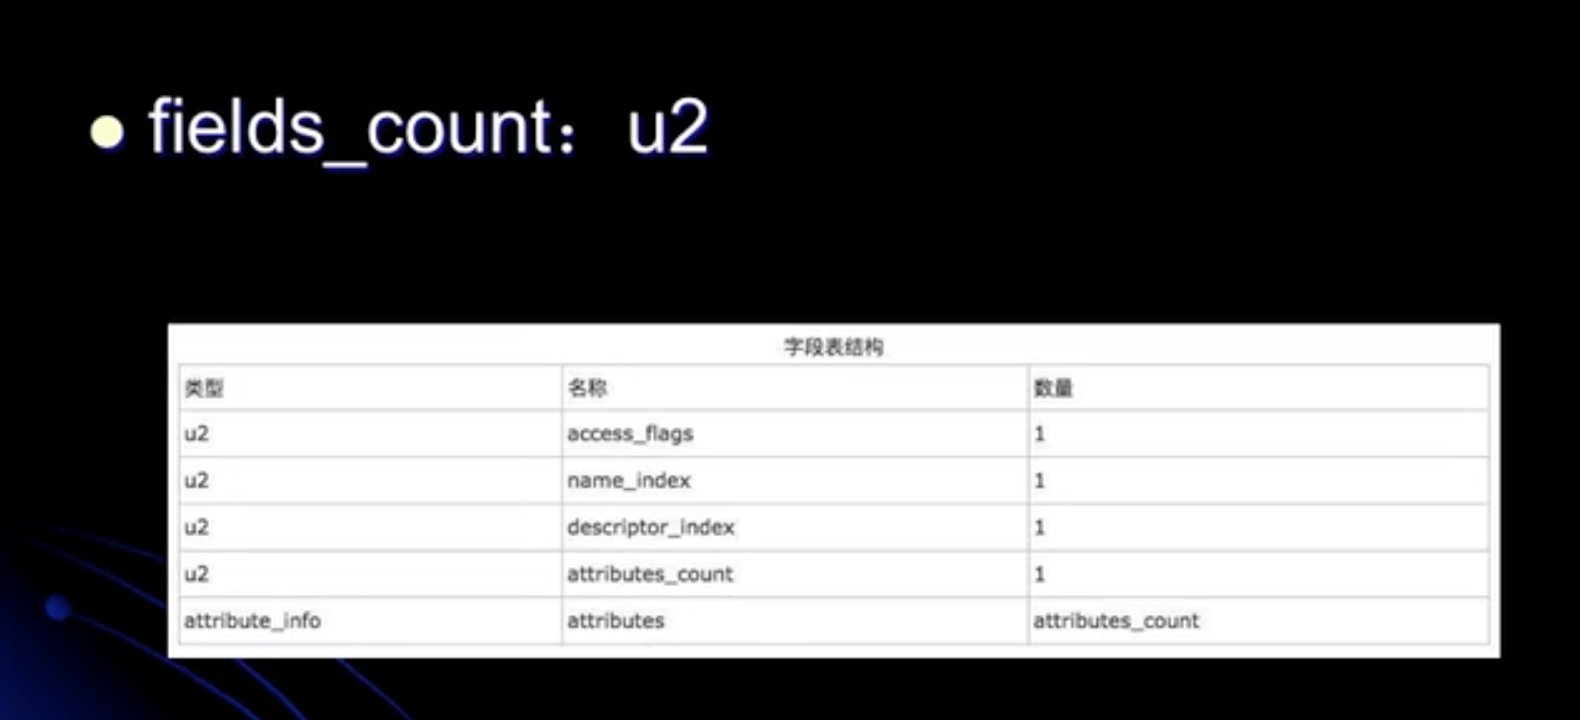 fields_count：u2
字段表结构
类型 名称 数量
u2 access_flags 1
u2 name_index 1
u2 descriptor_index 1
u2 attributes_count 1
attribute_info attributes attributes_count